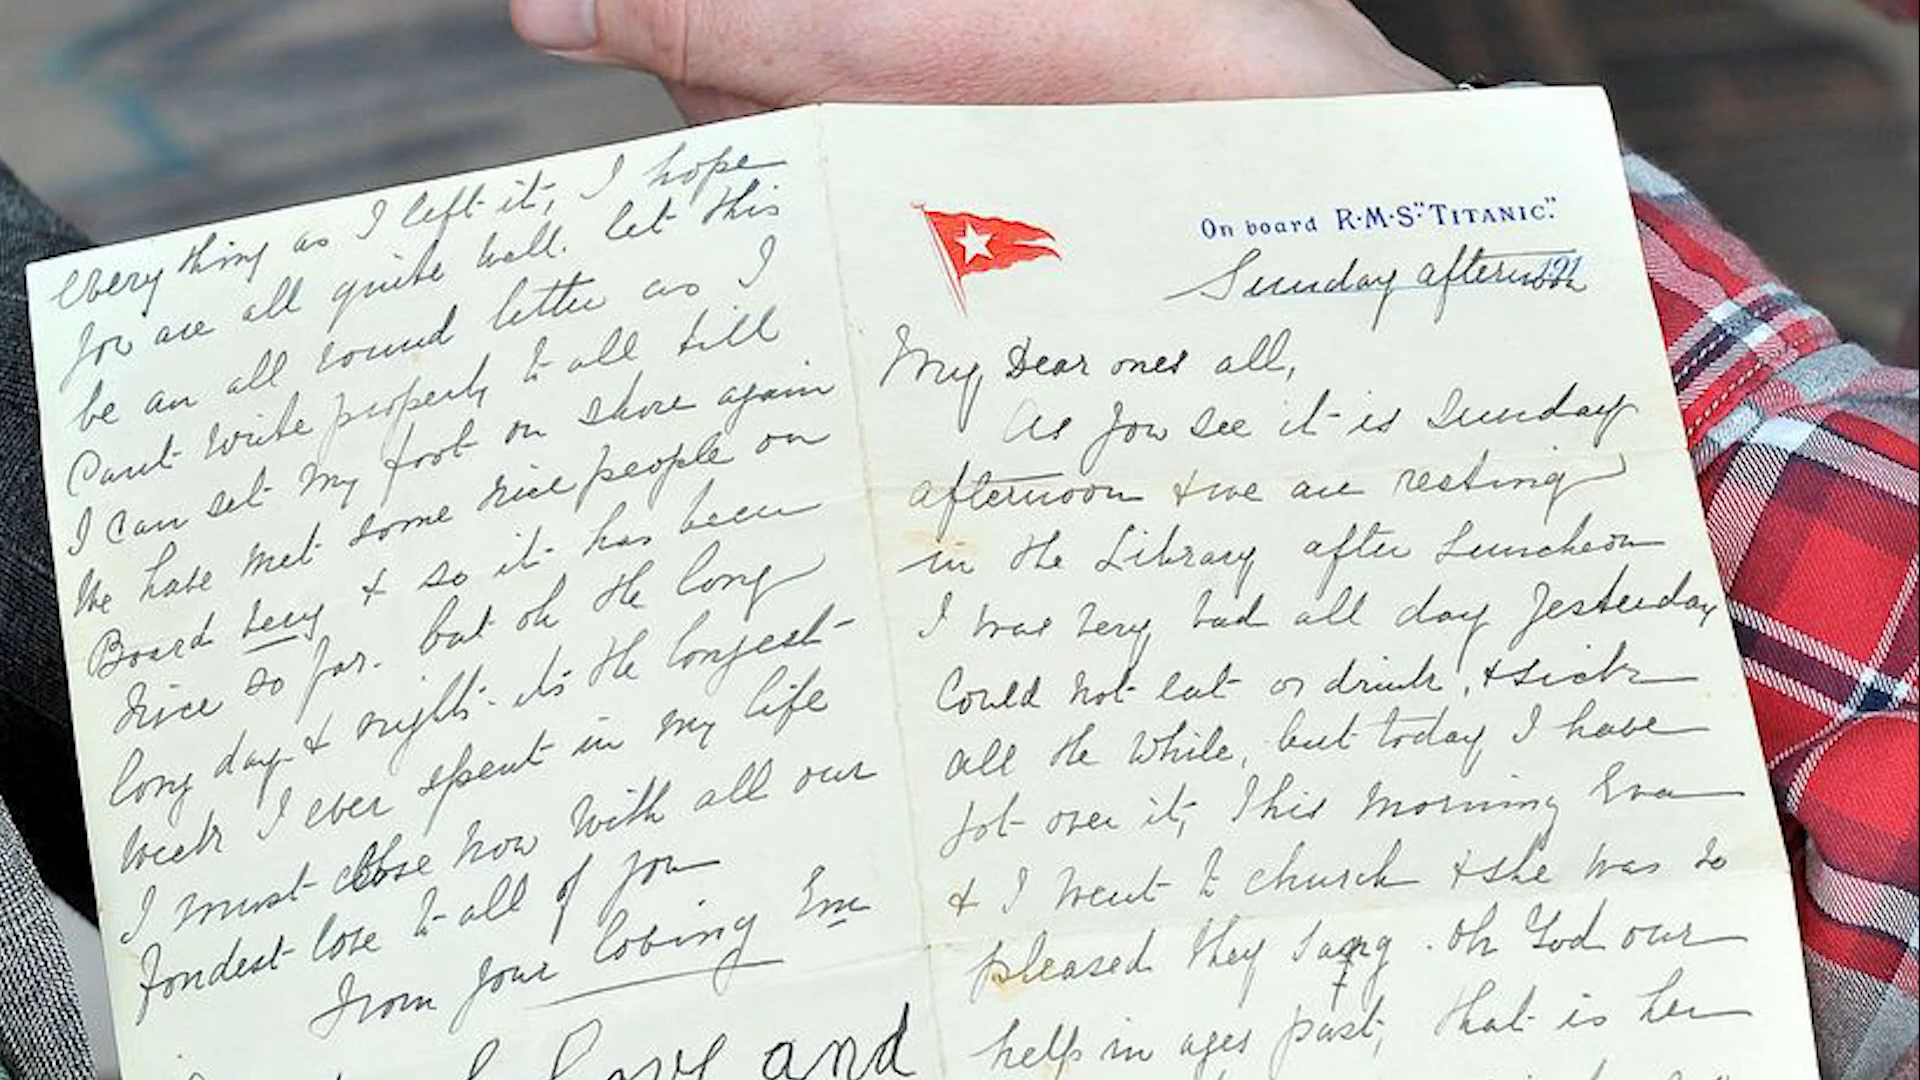 every thing as I left it, I hope
you are all quite well. let this
be an all round letter as I
Cant write properly to all till
I can set my foot on shore again
We have met some nice people on
Board Lucy & so it has been
nice so far. but oh the long
long day & nights its the longest
week I ever spent in my life
I must close now with all our
fondest love to all of you
from your loving Em
Love and
On board R·M·S "TITANIC".
191
Sunday afternoon
My Dear ones all,
As you see it is Sunday
afternoon & we are resting
in the Library after Luncheon
I was very bad all day yesterday
Could not eat or drink, & sick
all the while, but today I have
got over it, This morning Eva
& I went to church & she was so
pleased they sang . Oh God our
help in ages past, that is her